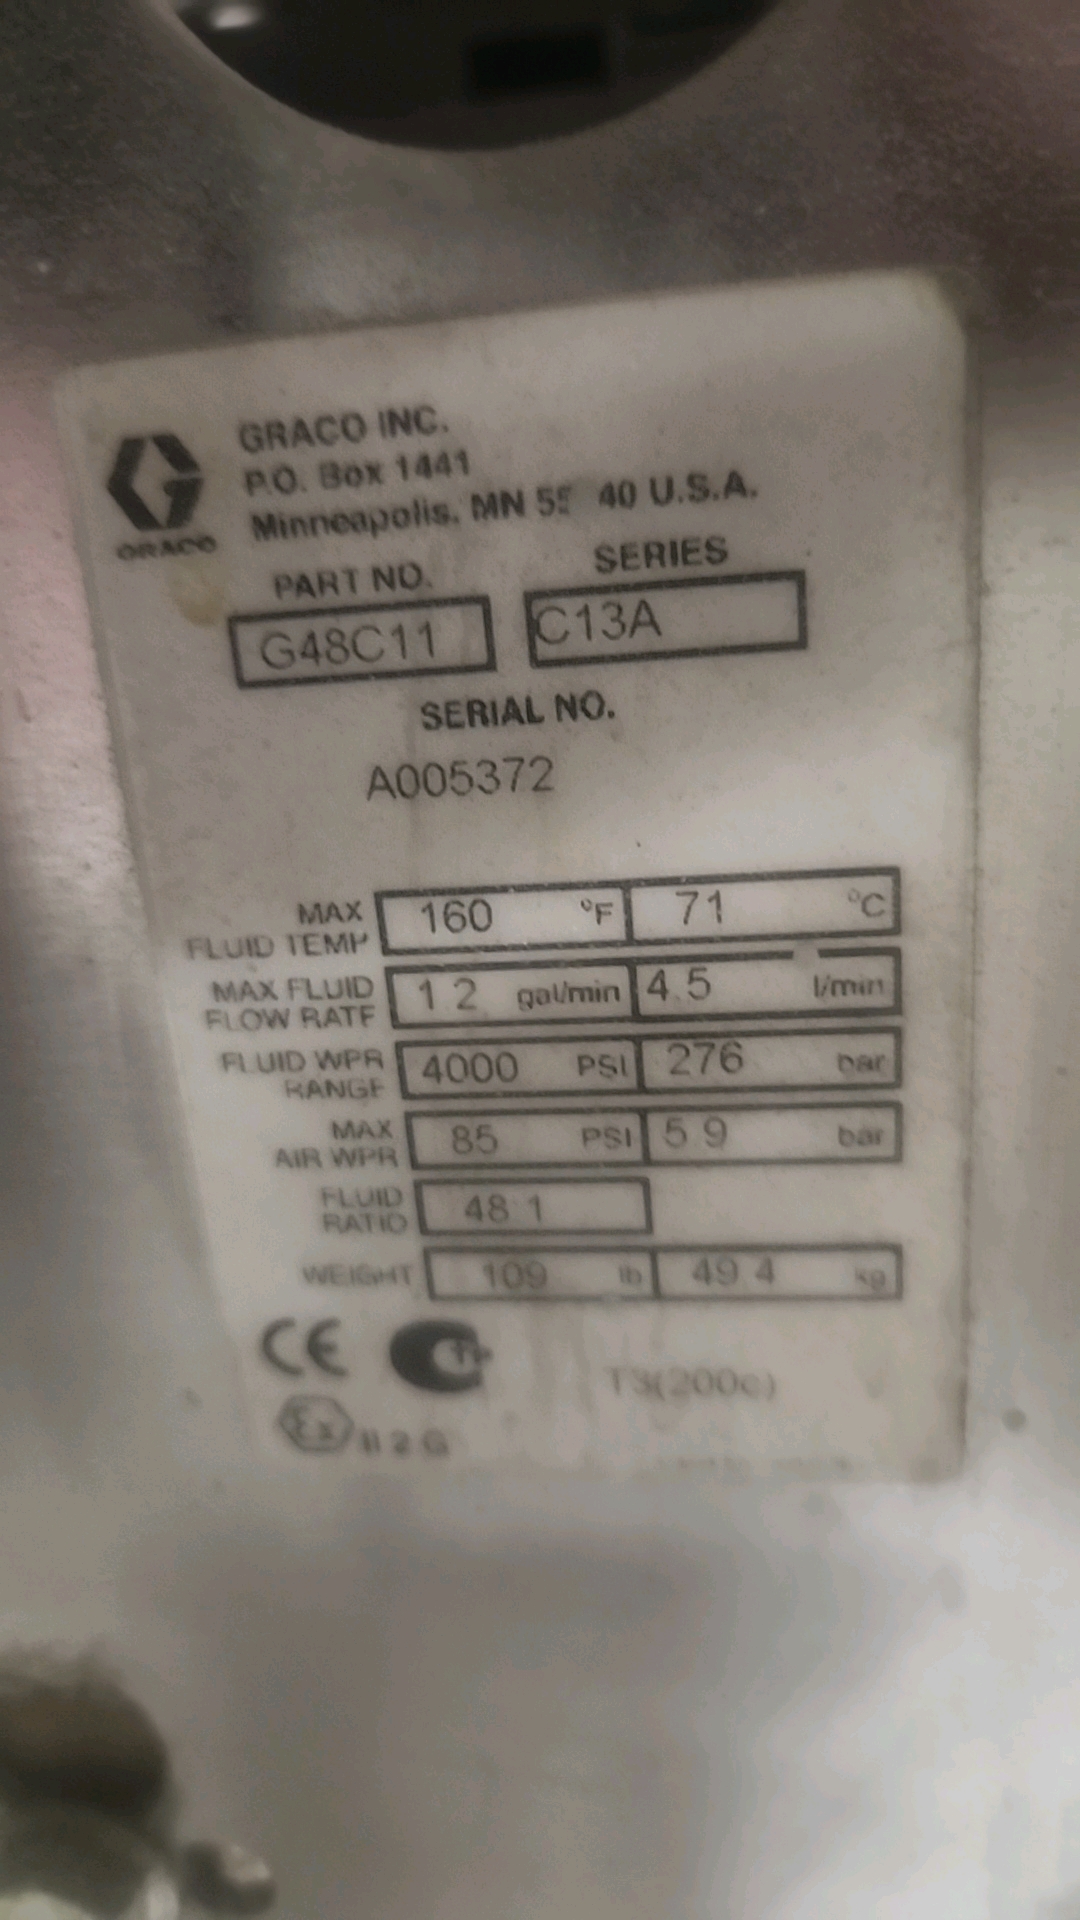 GRACO INC.
P.O. Box 1441
Minneapolis, MN 55 40 U.S.A.
GRACO
PART NO. SERIES
G48C11 C13A
SERIAL NO.
A005372
MAX FLUID TEMP 160 °F 71 °C
MAX FLUID FLOW RATE 1 2 gal/min 4.5 l/min
FLUID WPR RANGE 4000 PSI 276 bar
MAX AIR WPR 85 PSI 5 9 bar
FLUID RATIO 48 1
WEIGHT 109 lb 49 4 kg
CE
T3(200c)
Ex II 2 G